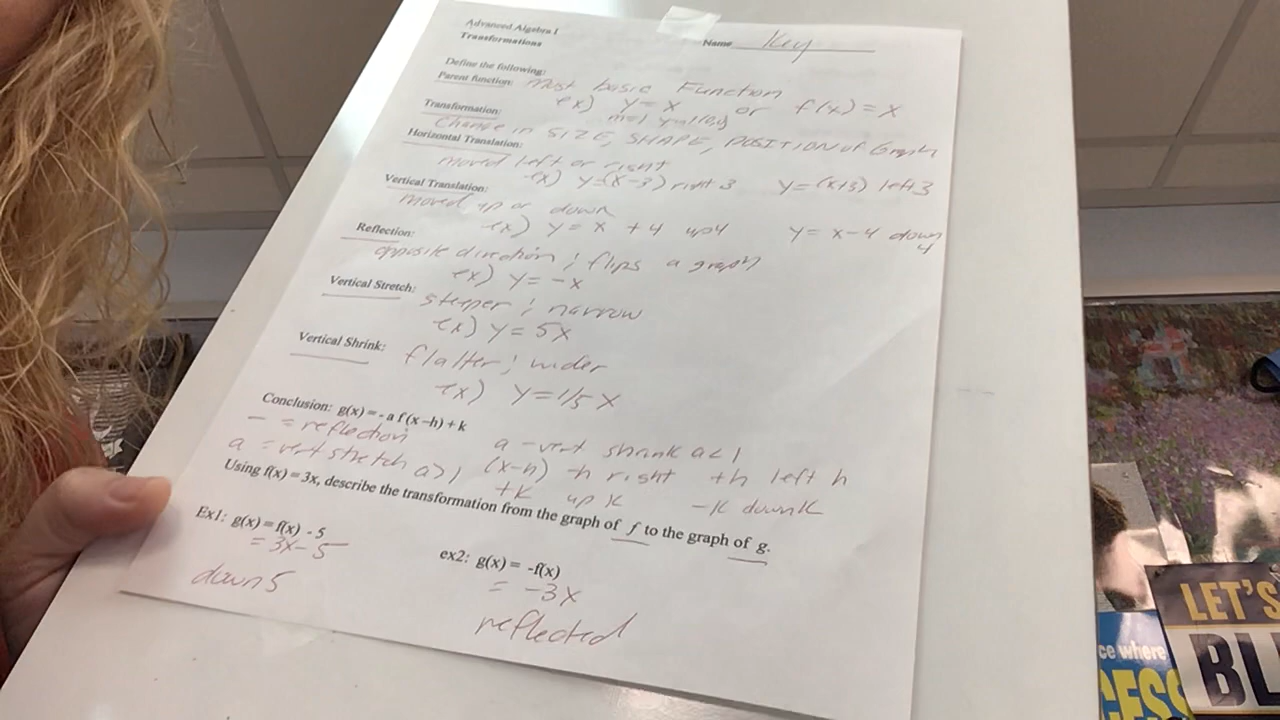 Advanced Algebra I
Transformations
Name Key
Define the following:
Parent function: most basic Function
ex) y = x or f(x) = x
m=1
Transformation:
Change in SIZE, SHAPE, POSITION of Graph
Horizontal Translation:
moved left or right
ex) y=(x-3) right 3 y=(x+3) left 3
Vertical Translation:
moved up or down
ex) y = x + 4 up 4 y = x-4 down 4
Reflection:
opposite direction ; flips a graph
ex) y = -x
Vertical Stretch:
steeper ; narrow
ex) y = 5x
Vertical Shrink: flatter ; wider
ex) y=1/5 x
Conclusion: g(x) = - a f (x-h) + k
- = reflection a - vert shrink a<1
a = vert stretch a>1 (x-h) -h right +h left h
+k up k -k down k
Using f(x) = 3x, describe the transformation from the graph of f to the graph of g.
Ex1: g(x) = f(x) - 5
= 3x-5
down 5
ex2: g(x) = -f(x)
= -3x
reflected
LET'S
BL
ce where
CESS